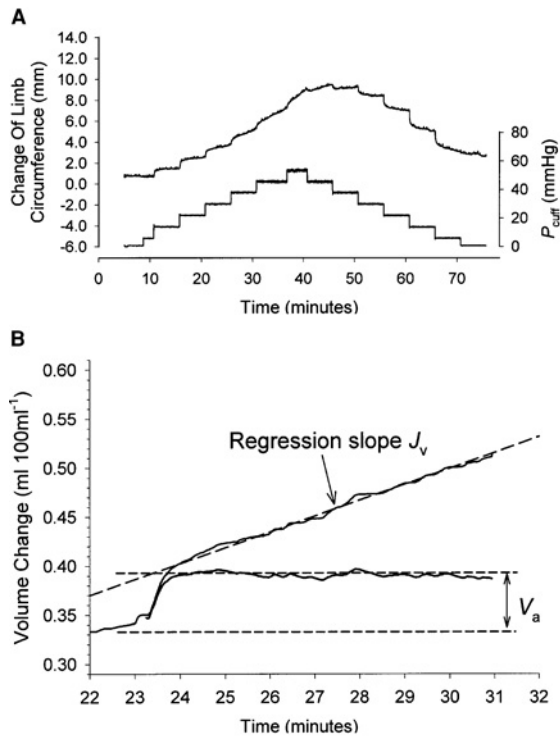 A
14.0
12.0
10.0
8.0
6.0
4.0
2.0
0.0
-2.0
-4.0
-6.0
Change Of Limb
Circumference (mm)
80
60
40
20
0
P_cuff (mmHg)
0 10 20 30 40 50 60 70
Time (minutes)
B
0.60
0.55
0.50
0.45
0.40
0.35
0.30
Volume Change (ml 100ml⁻¹)
Regression slope J_v
V_a
22 23 24 25 26 27 28 29 30 31 32
Time (minutes)